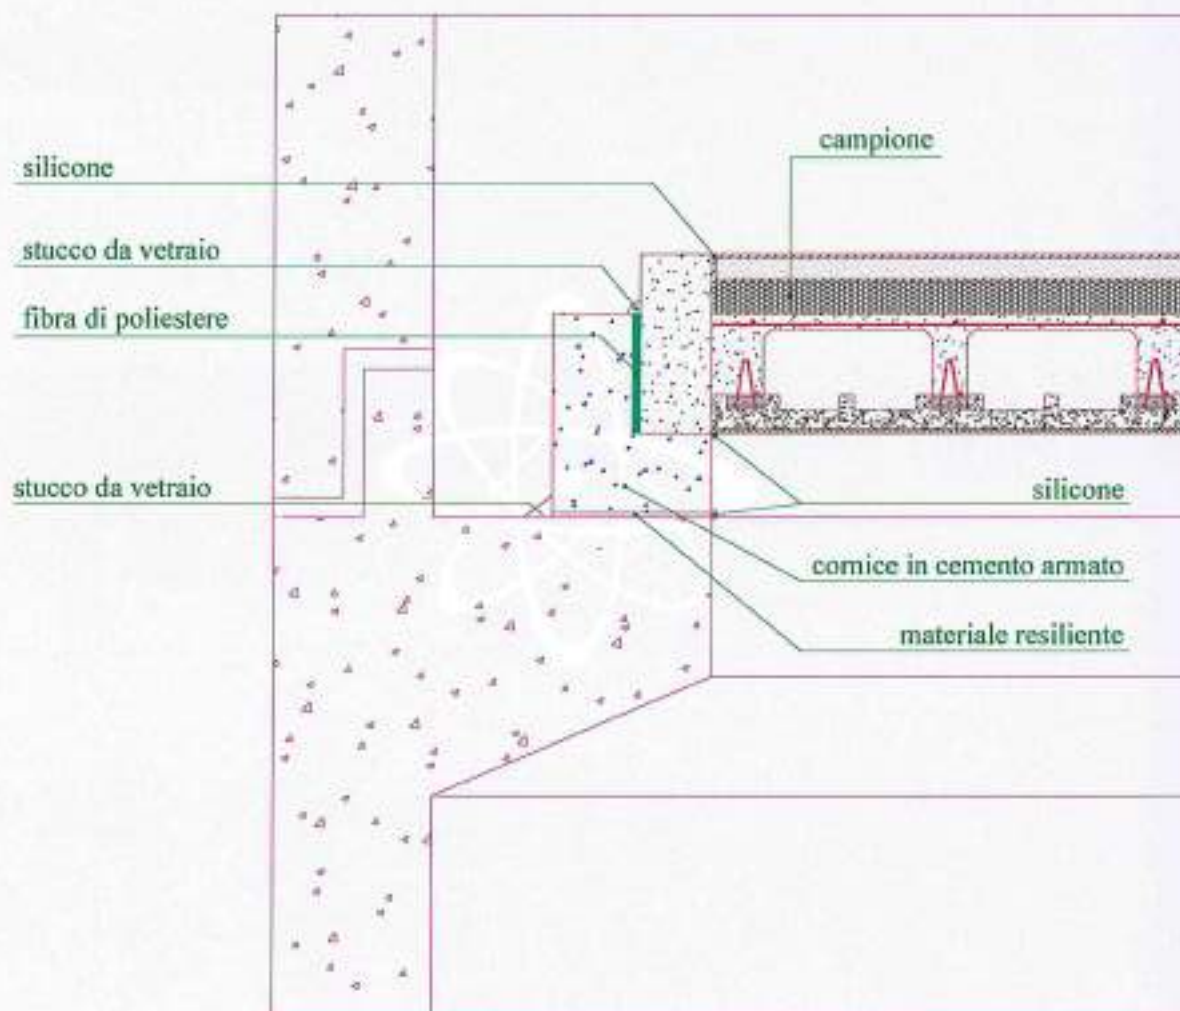 campione
silicone
stucco da vetraio
fibra di poliestere
stucco da vetraio
silicone
cornice in cemento armato
materiale resiliente